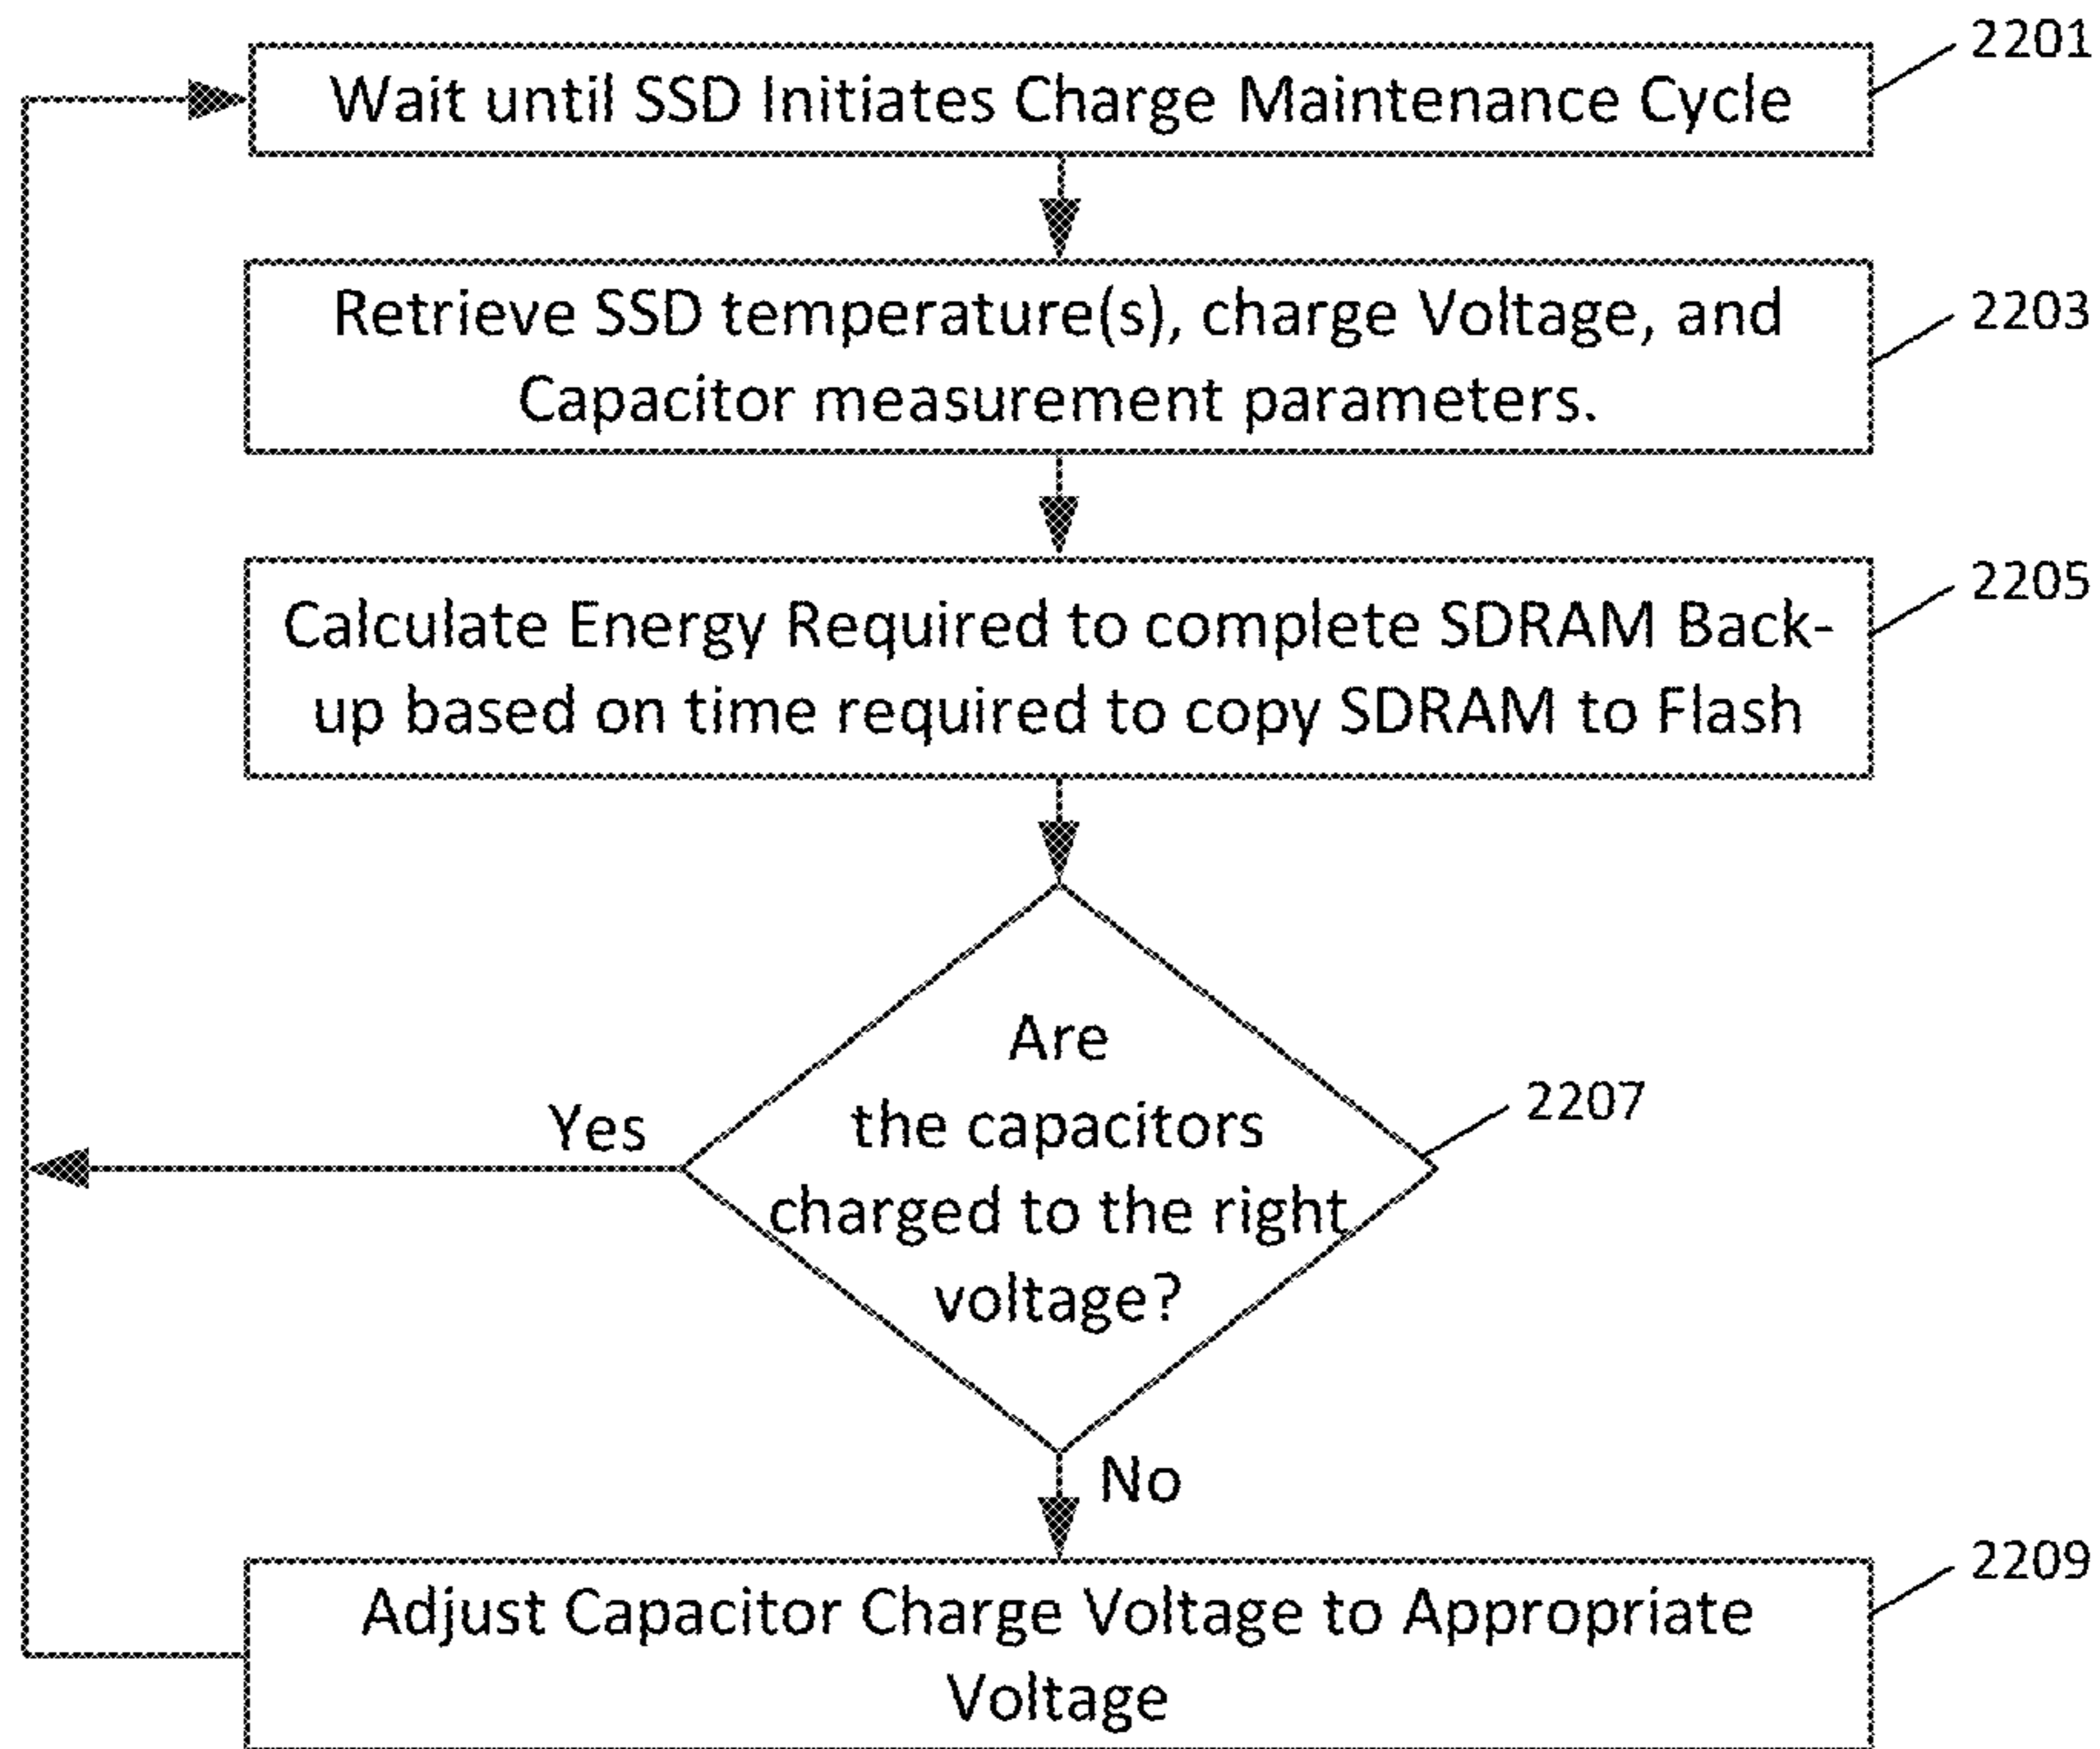 2201
Wait until SSD Initiates Charge Maintenance Cycle
2203
Retrieve SSD temperature(s), charge Voltage, and
Capacitor measurement parameters.
2205
Calculate Energy Required to complete SDRAM Back-
up based on time required to copy SDRAM to Flash
Are
the capacitors
charged to the right
voltage?
2207
Yes
No
2209
Adjust Capacitor Charge Voltage to Appropriate
Voltage